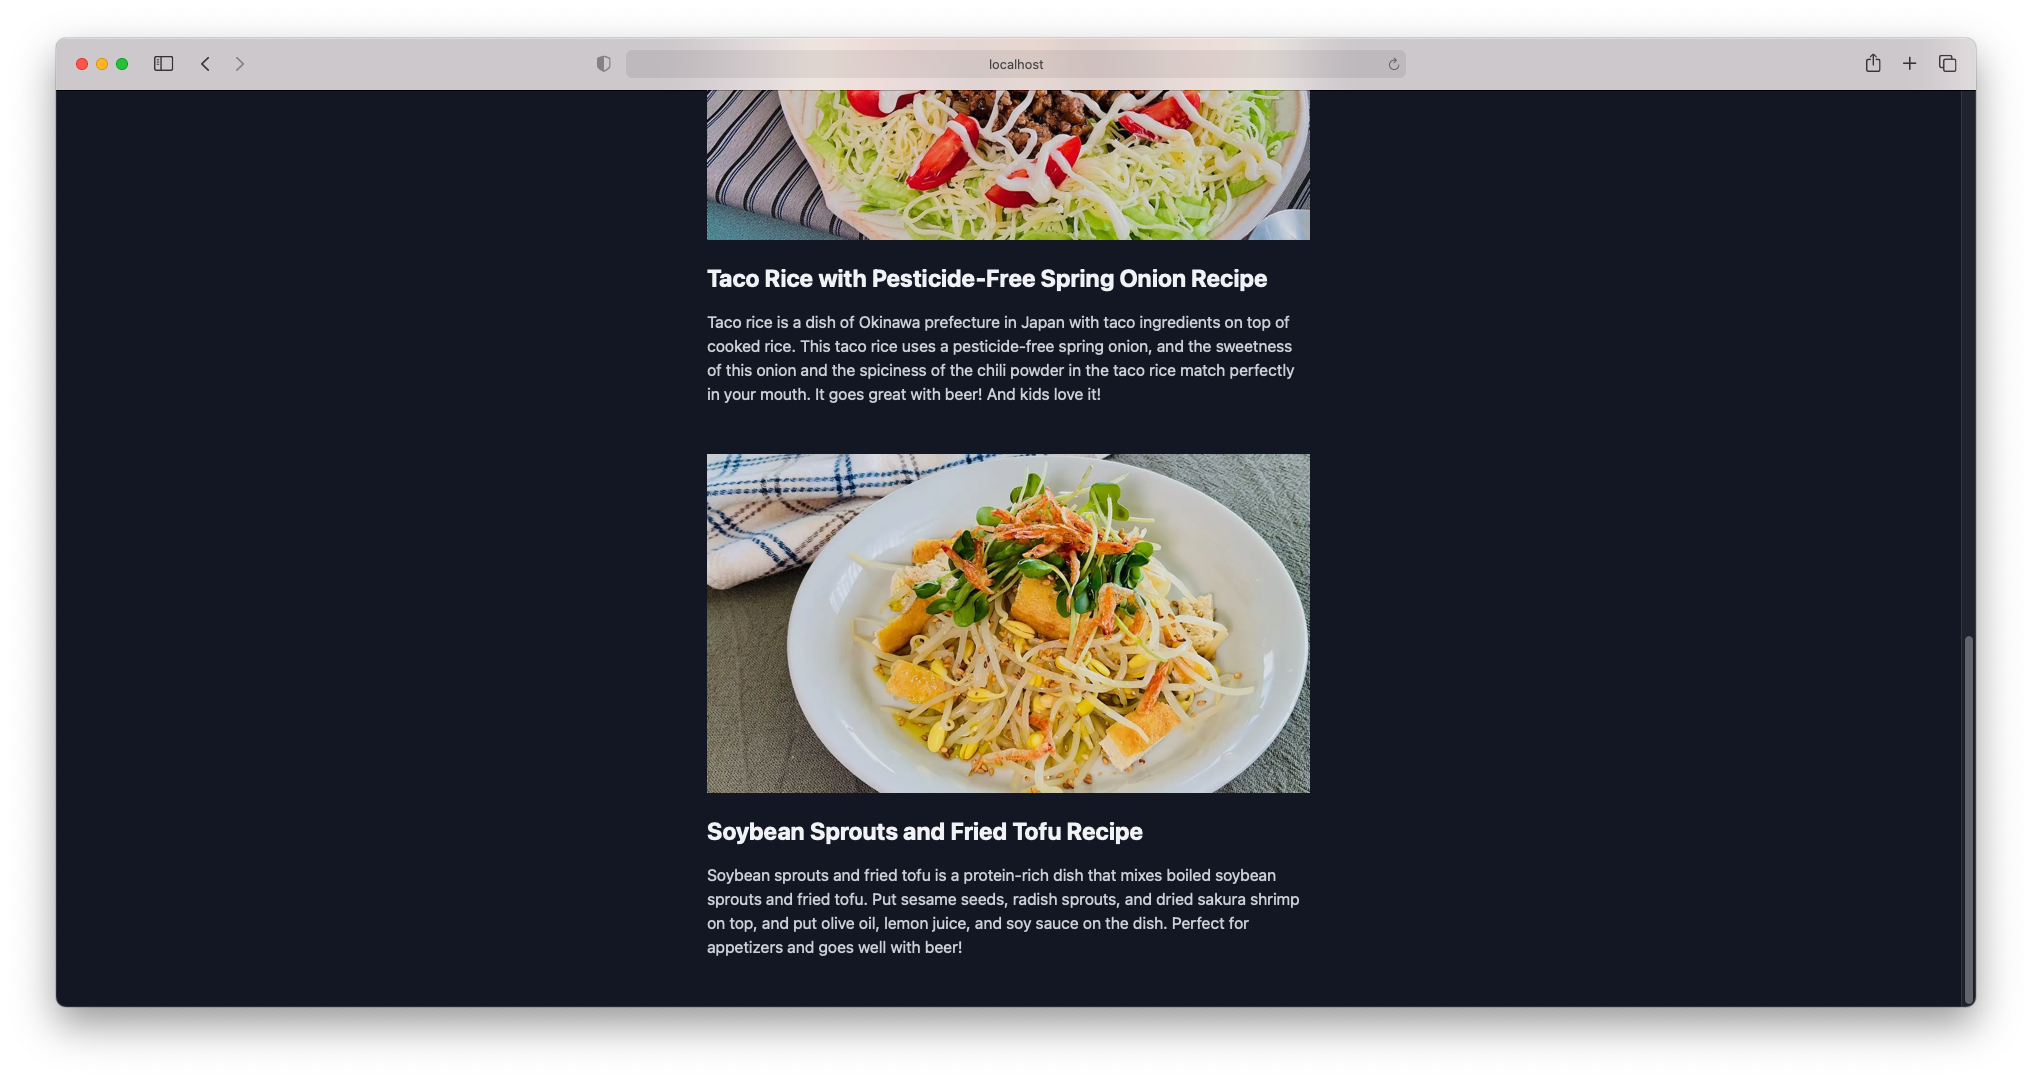 localhost
Taco Rice with Pesticide-Free Spring Onion Recipe
Taco rice is a dish of Okinawa prefecture in Japan with taco ingredients on top of
cooked rice. This taco rice uses a pesticide-free spring onion, and the sweetness
of this onion and the spiciness of the chili powder in the taco rice match perfectly
in your mouth. It goes great with beer! And kids love it!
Soybean Sprouts and Fried Tofu Recipe
Soybean sprouts and fried tofu is a protein-rich dish that mixes boiled soybean
sprouts and fried tofu. Put sesame seeds, radish sprouts, and dried sakura shrimp
on top, and put olive oil, lemon juice, and soy sauce on the dish. Perfect for
appetizers and goes well with beer!